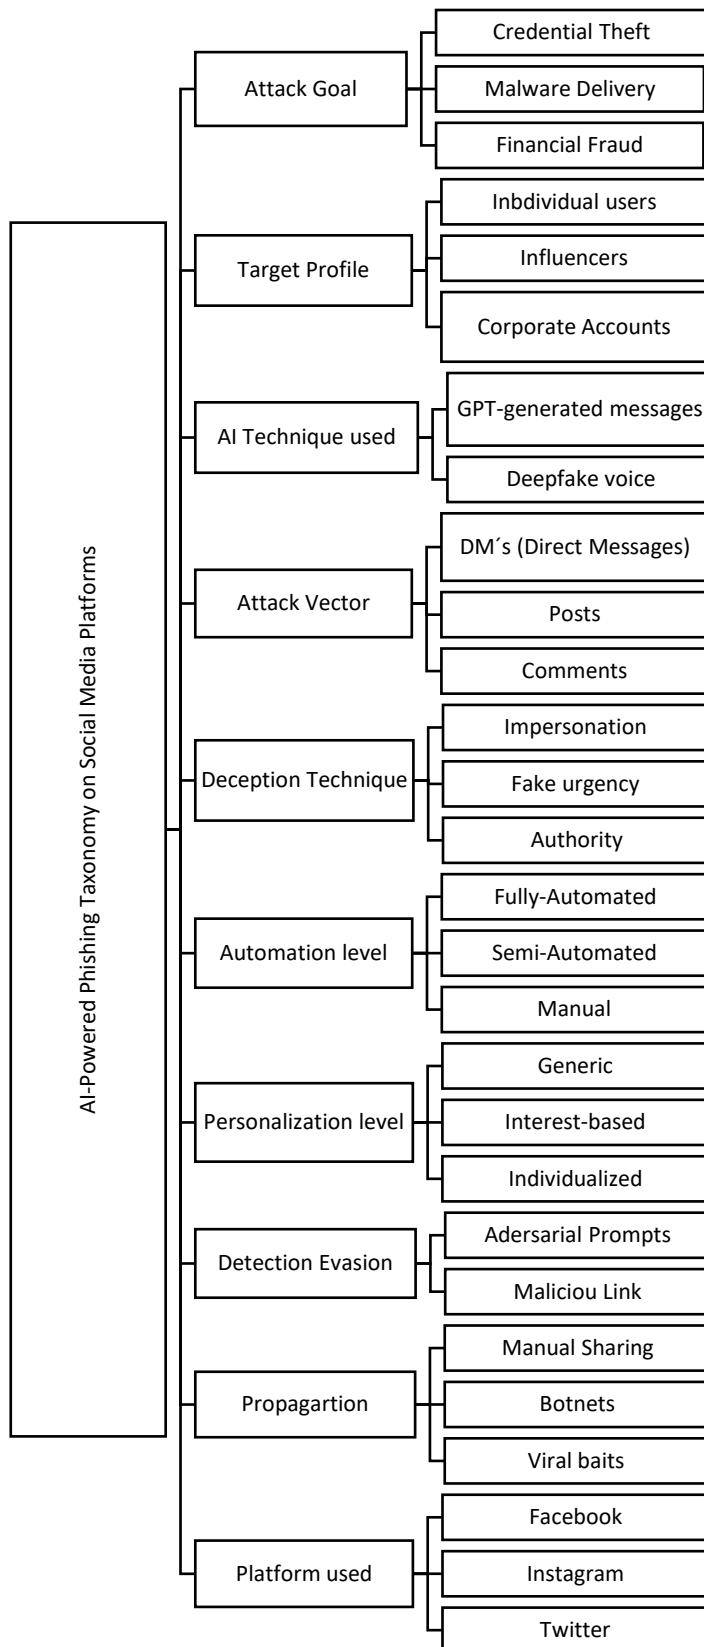 AI-Powered Phishing Taxonomy on Social Media Platforms
Attack Goal
Credential Theft
Malware Delivery
Financial Fraud
Target Profile
Inbdividual users
Influencers
Corporate Accounts
AI Technique used
GPT-generated messages
Deepfake voice
Attack Vector
DM´s (Direct Messages)
Posts
Comments
Deception Technique
Impersonation
Fake urgency
Authority
Automation level
Fully-Automated
Semi-Automated
Manual
Personalization level
Generic
Interest-based
Individualized
Detection Evasion
Adersarial Prompts
Maliciou Link
Propagartion
Manual Sharing
Botnets
Viral baits
Platform used
Facebook
Instagram
Twitter